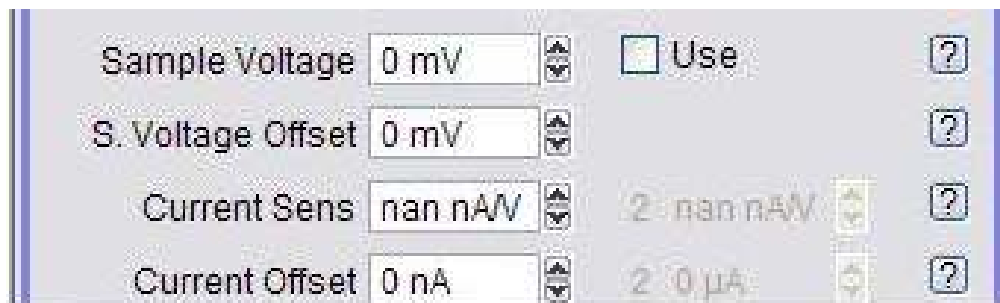 Sample Voltage 0 mV Use ?
S. Voltage Offset 0 mV ?
Current Sens nan nA/V 2 nan nA/V ?
Current Offset 0 nA 2 0 µA ?